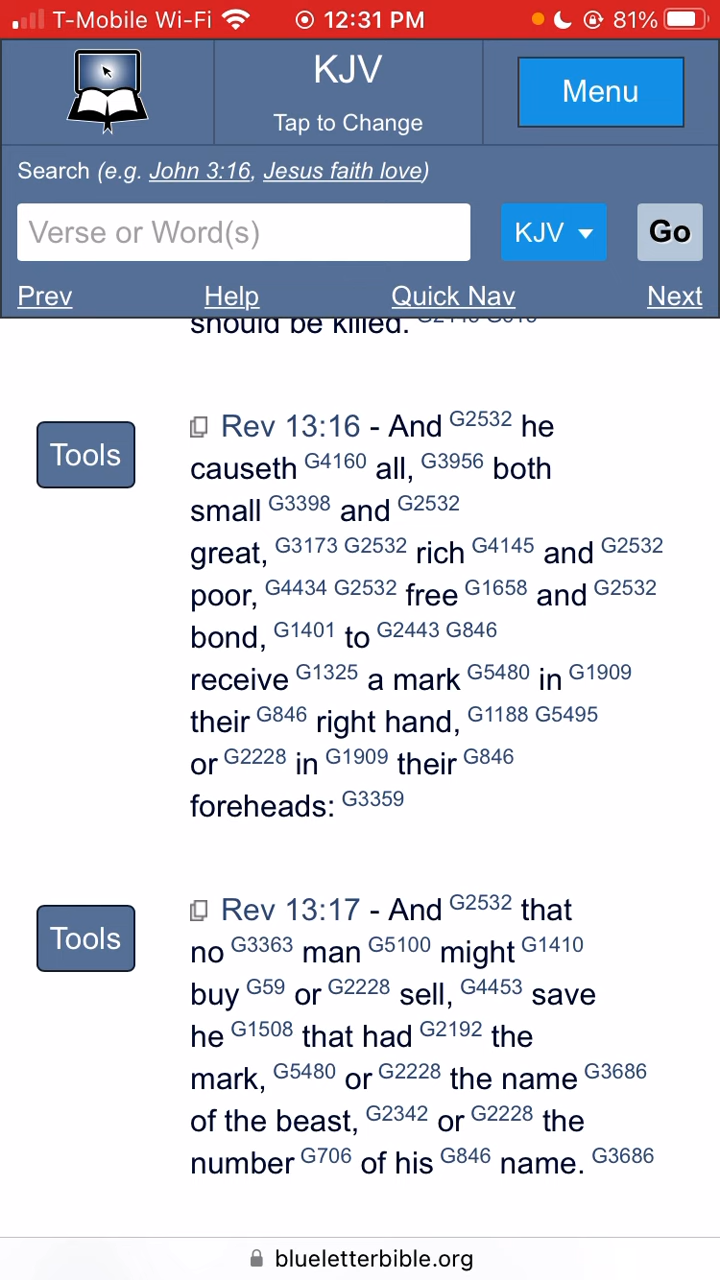 T-Mobile Wi-Fi 12:31 PM 81%
KJV
Tap to Change
Menu
Search (e.g. John 3:16, Jesus faith love)
Verse or Word(s) KJV Go
Prev Help Quick Nav Next
should be killed.
Tools
Rev 13:16 - And G2532 he
causeth G4160 all, G3956 both
small G3398 and G2532
great, G3173 G2532 rich G4145 and G2532
poor, G4434 G2532 free G1658 and G2532
bond, G1401 to G2443 G846
receive G1325 a mark G5480 in G1909
their G846 right hand, G1188 G5495
or G2228 in G1909 their G846
foreheads: G3359
Tools
Rev 13:17 - And G2532 that
no G3363 man G5100 might G1410
buy G59 or G2228 sell, G4453 save
he G1508 that had G2192 the
mark, G5480 or G2228 the name G3686
of the beast, G2342 or G2228 the
number G706 of his G846 name. G3686
blueletterbible.org